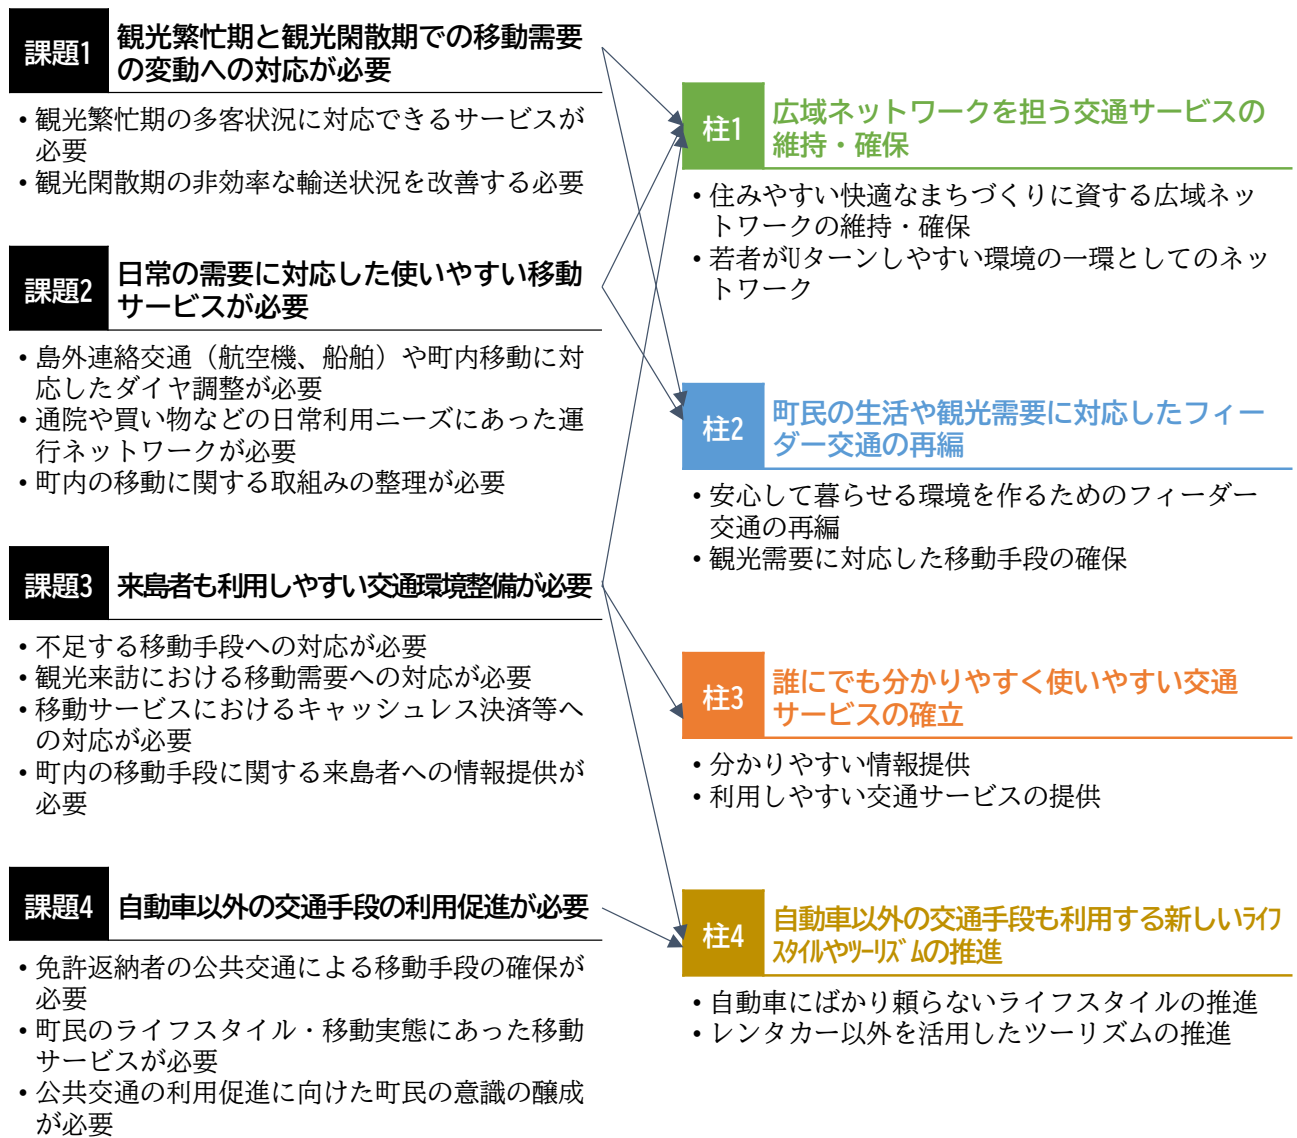 課題1
観光繁忙期と観光閑散期での移動需要
の変動への対応が必要
・観光繁忙期の多客状況に対応できるサービスが
必要
・観光閑散期の非効率な輸送状況を改善する必要
課題2
日常の需要に対応した使いやすい移動
サービスが必要
・島外連絡交通（航空機、船舶）や町内移動に対
応したダイヤ調整が必要
・通院や買い物などの日常利用ニーズにあった運
行ネットワークが必要
・町内の移動に関する取組みの整理が必要
課題3
来島者も利用しやすい交通環境整備が必要
・不足する移動手段への対応が必要
・観光来訪における移動需要への対応が必要
・移動サービスにおけるキャッシュレス決済等へ
の対応が必要
・町内の移動手段に関する来島者への情報提供が
必要
課題4
自動車以外の交通手段の利用促進が必要
・免許返納者の公共交通による移動手段の確保が
必要
・町民のライフスタイル・移動実態にあった移動
サービスが必要
・公共交通の利用促進に向けた町民の意識の醸成
が必要
柱1
広域ネットワークを担う交通サービスの
維持・確保
・住みやすい快適なまちづくりに資する広域ネッ
トワークの維持・確保
・若者がUターンしやすい環境の一環としてのネッ
トワーク
柱2
町民の生活や観光需要に対応したフィー
ダー交通の再編
・安心して暮らせる環境を作るためのフィーダー
交通の再編
・観光需要に対応した移動手段の確保
柱3
誰にでも分かりやすく使いやすい交通
サービスの確立
・分かりやすい情報提供
・利用しやすい交通サービスの提供
柱4
自動車以外の交通手段も利用する新しいﾗｲﾌ
ｽﾀｲﾙやﾂｰﾘｽﾞﾑの推進
・自動車にばかり頼らないライフスタイルの推進
・レンタカー以外を活用したツーリズムの推進